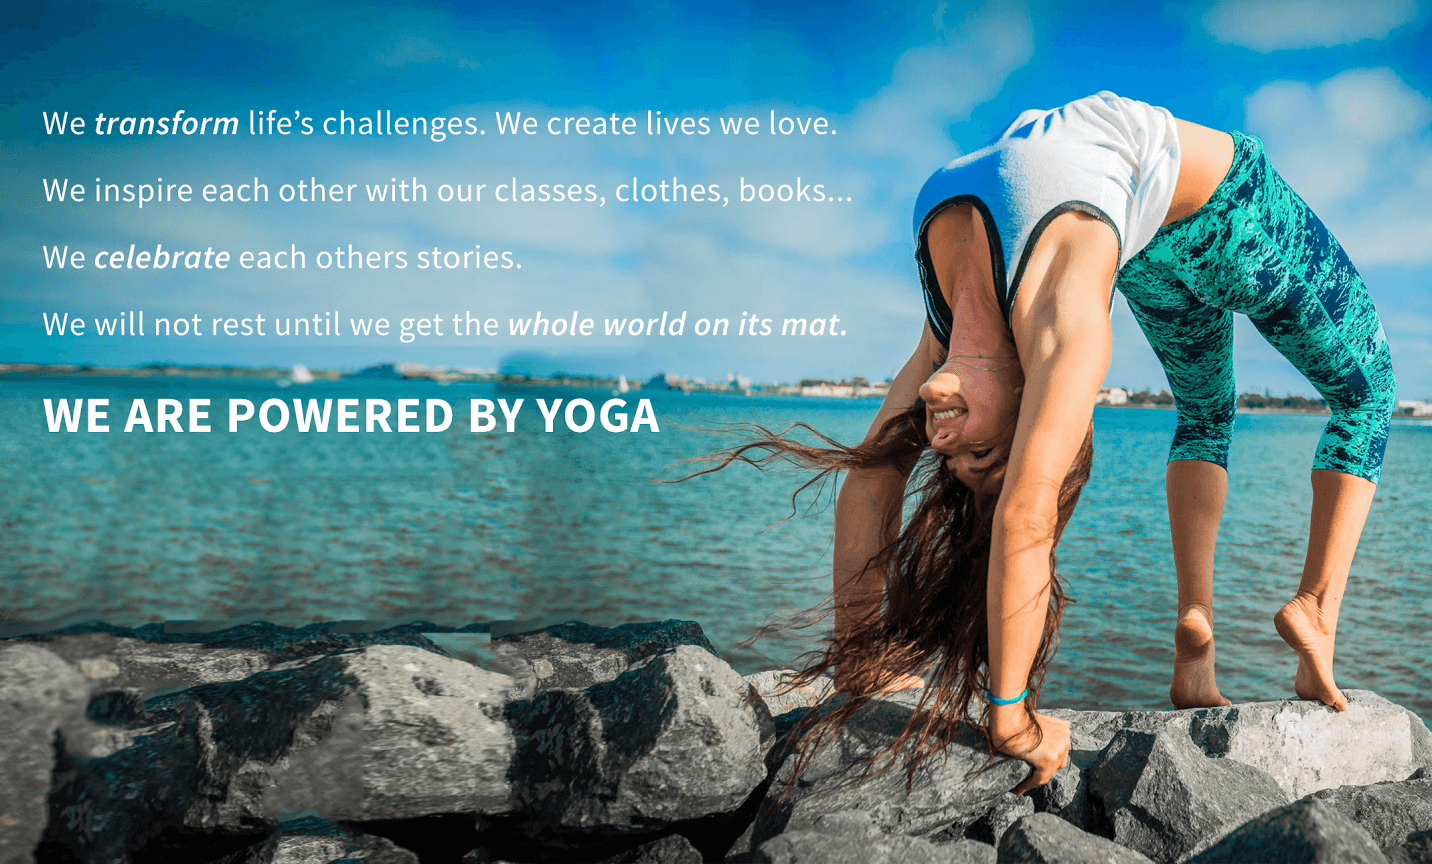 We transform life’s challenges. We create lives we love.
We inspire each other with our classes, clothes, books...
We celebrate each others stories.
We will not rest until we get the whole world on its mat.
WE ARE POWERED BY YOGA